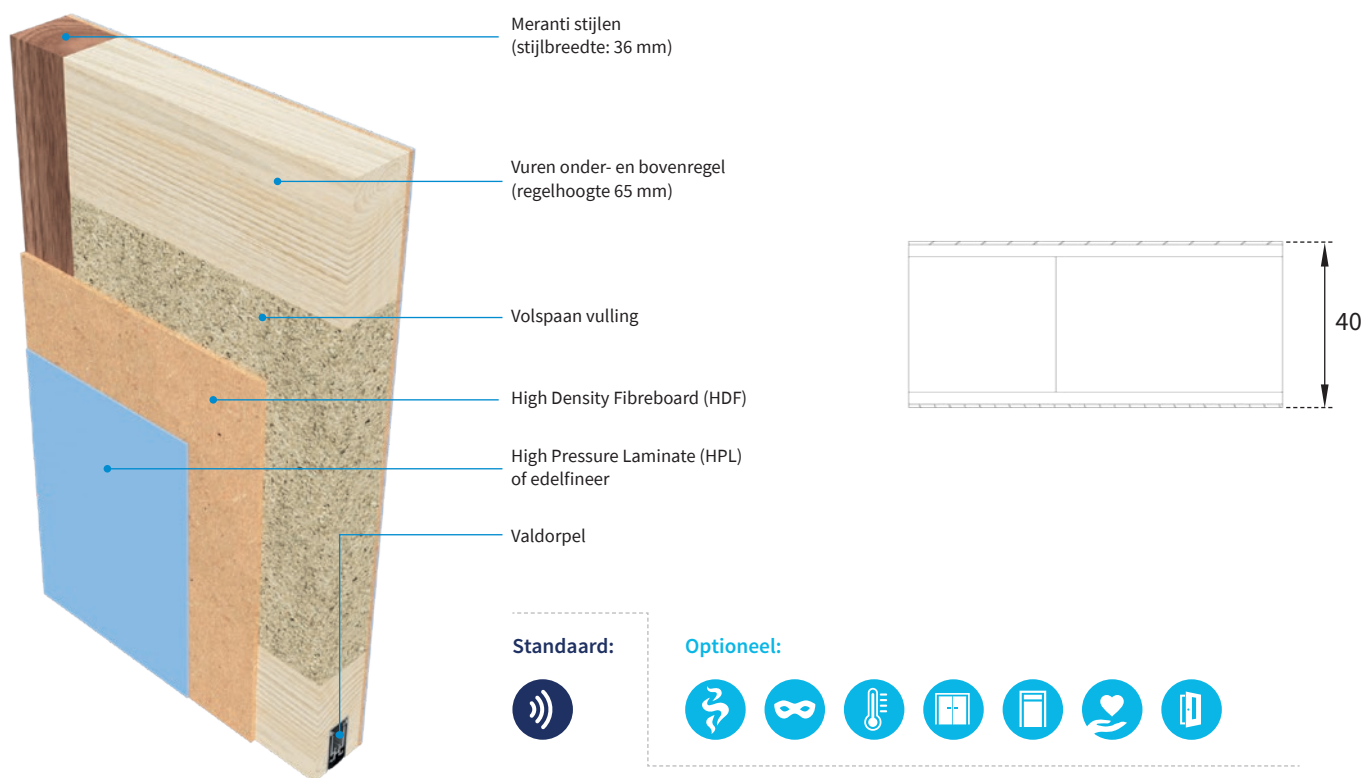 Meranti stijlen
(stijlbreedte: 36 mm)
Vuren onder- en bovenregel
(regelhoogte 65 mm)
Volspaan vulling
40
High Density Fibreboard (HDF)
High Pressure Laminate (HPL)
of edelfineer
Valdorpel
Standaard:
Optioneel: